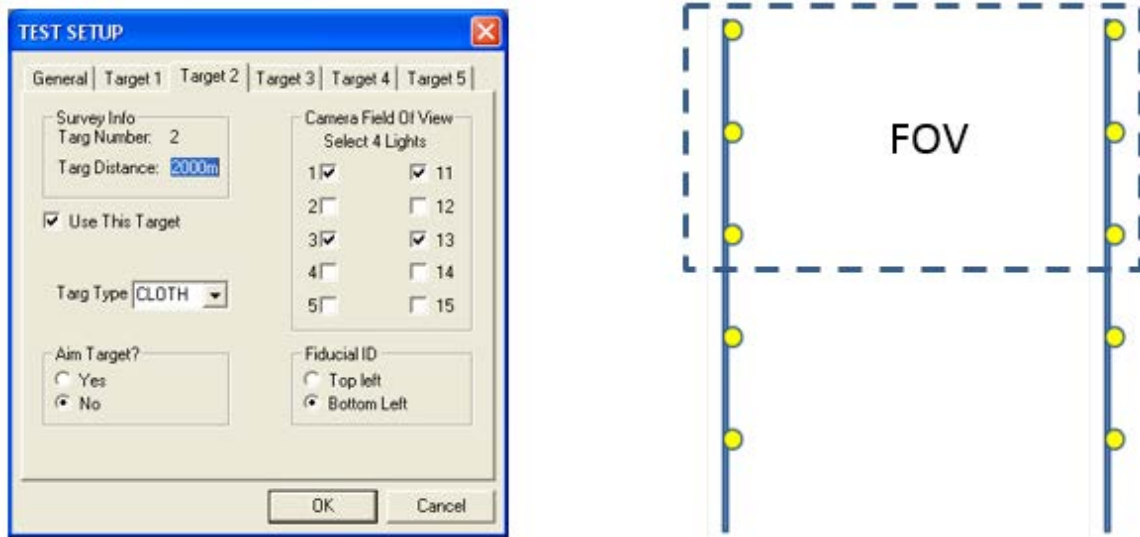 TEST SETUP
General Target 1 Target 2 Target 3 Target 4 Target 5
Survey Info
Targ Number: 2
Targ Distance: 2000m
Use This Target
Targ Type CLOTH
Aim Target?
Yes
No
Camera Field Of View
Select 4 Lights
1 11
2 12
3 13
4 14
5 15
Fiducial ID
Top left
Bottom Left
OK Cancel
FOV